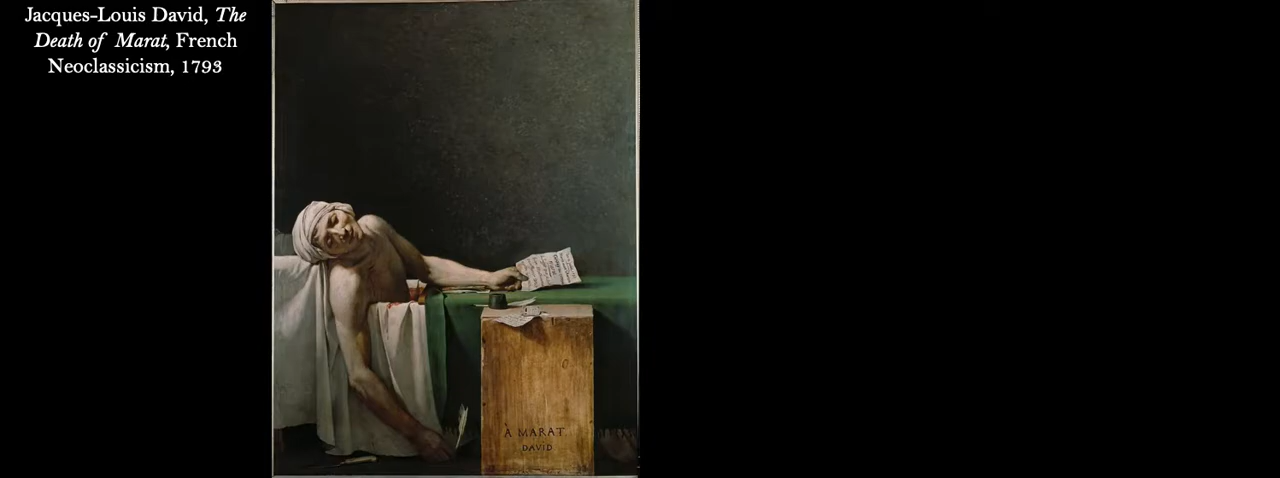 Jacques-Louis David, The
Death of Marat, French
Neoclassicism, 1793
À MARAT
DAVID